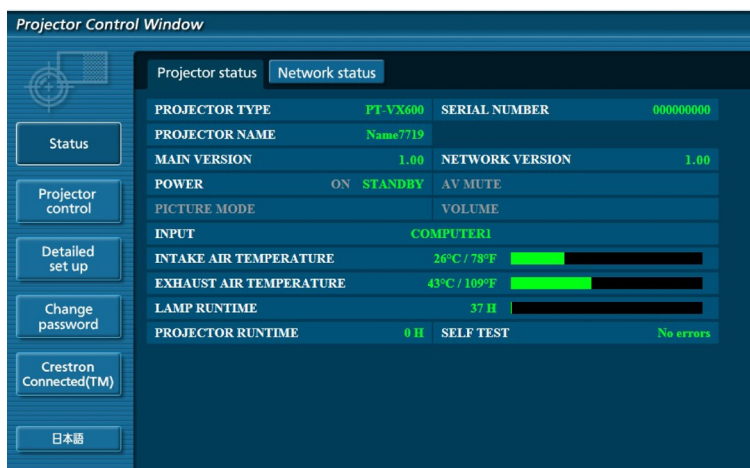 Projector Control Window
Projector status Network status
PROJECTOR TYPE PT-VX600 SERIAL NUMBER 000000000
PROJECTOR NAME Name7719
MAIN VERSION 1.00 NETWORK VERSION 1.00
POWER ON STANDBY AV MUTE
PICTURE MODE VOLUME
INPUT COMPUTER1
INTAKE AIR TEMPERATURE 26°C / 78°F
EXHAUST AIR TEMPERATURE 43°C / 109°F
LAMP RUNTIME 37 H
PROJECTOR RUNTIME 0 H SELF TEST No errors
Status
Projector
control
Detailed
set up
Change
password
Crestron
Connected(TM)
日本語